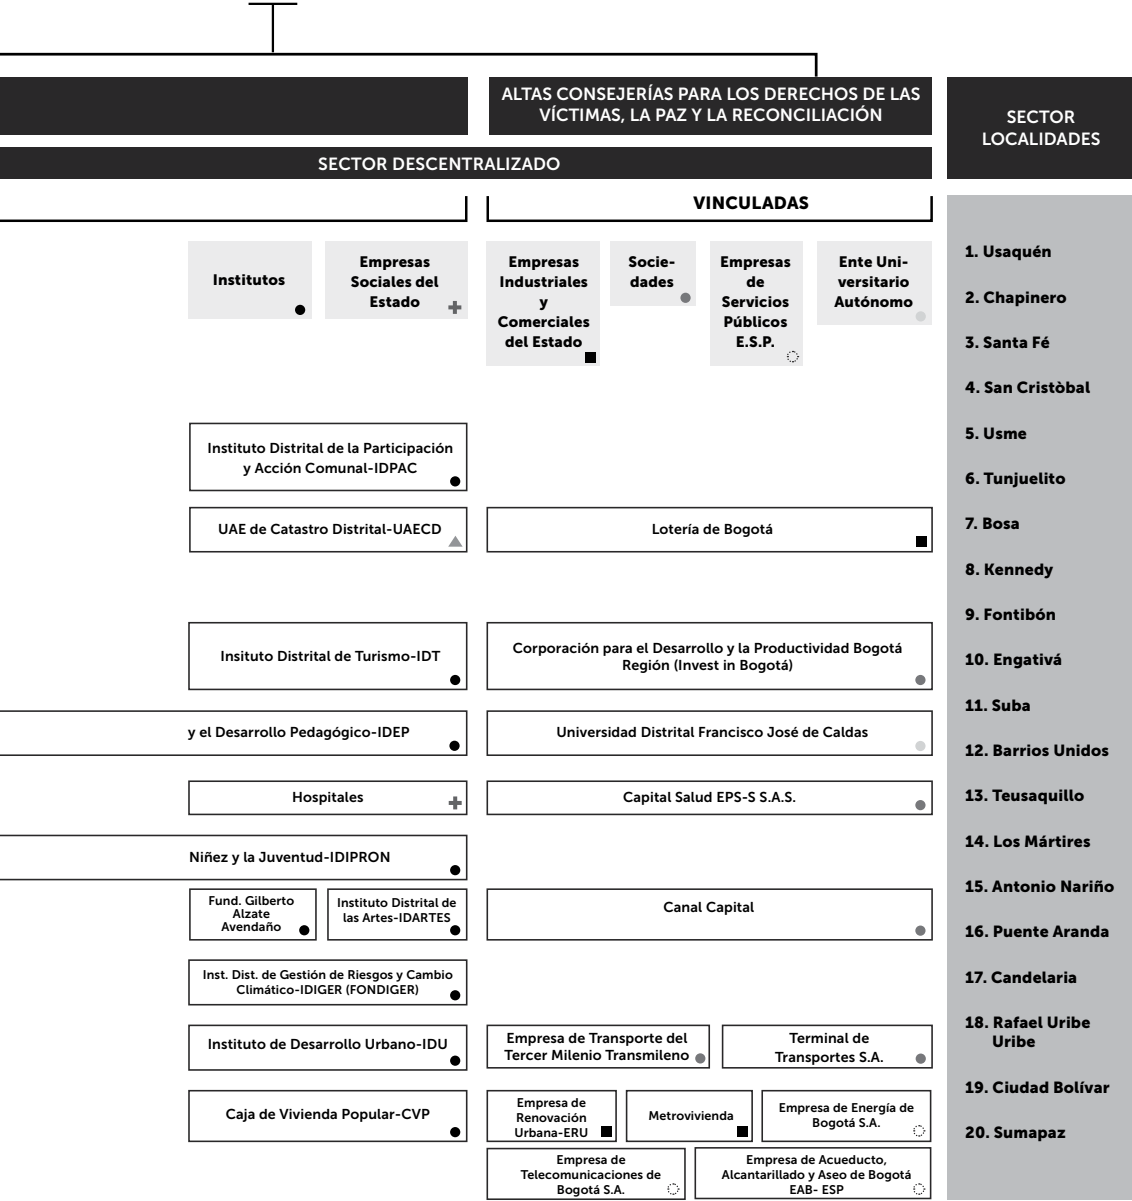 ALTAS CONSEJERÍAS PARA LOS DERECHOS DE LAS
VÍCTIMAS, LA PAZ Y LA RECONCILIACIÓN
SECTOR
LOCALIDADES
SECTOR DESCENTRALIZADO
VINCULADAS
Institutos
Empresas
Sociales del
Estado
Empresas
Industriales
y
Comerciales
del Estado
Socie-
dades
Empresas
de
Servicios
Públicos
E.S.P.
Ente Uni-
versitario
Autónomo
Instituto Distrital de la Participación
y Acción Comunal-IDPAC
UAE de Catastro Distrital-UAECD
Lotería de Bogotá
Insituto Distrital de Turismo-IDT
Corporación para el Desarrollo y la Productividad Bogotá
Región (Invest in Bogotá)
y el Desarrollo Pedagógico-IDEP
Universidad Distrital Francisco José de Caldas
Hospitales
Capital Salud EPS-S S.A.S.
Niñez y la Juventud-IDIPRON
Fund. Gilberto
Alzate
Avendaño
Instituto Distrital de
las Artes-IDARTES
Canal Capital
Inst. Dist. de Gestión de Riesgos y Cambio
Climático-IDIGER (FONDIGER)
Instituto de Desarrollo Urbano-IDU
Empresa de Transporte del
Tercer Milenio Transmileno
Terminal de
Transportes S.A.
Caja de Vivienda Popular-CVP
Empresa de
Renovación
Urbana-ERU
Metrovivienda
Empresa de Energía de
Bogotá S.A.
Empresa de
Telecomunicaciones de
Bogotá S.A.
Empresa de Acueducto,
Alcantarillado y Aseo de Bogotá
EAB- ESP
1. Usaquén
2. Chapinero
3. Santa Fé
4. San Cristòbal
5. Usme
6. Tunjuelito
7. Bosa
8. Kennedy
9. Fontibón
10. Engativá
11. Suba
12. Barrios Unidos
13. Teusaquillo
14. Los Mártires
15. Antonio Nariño
16. Puente Aranda
17. Candelaria
18. Rafael Uribe
Uribe
19. Ciudad Bolívar
20. Sumapaz